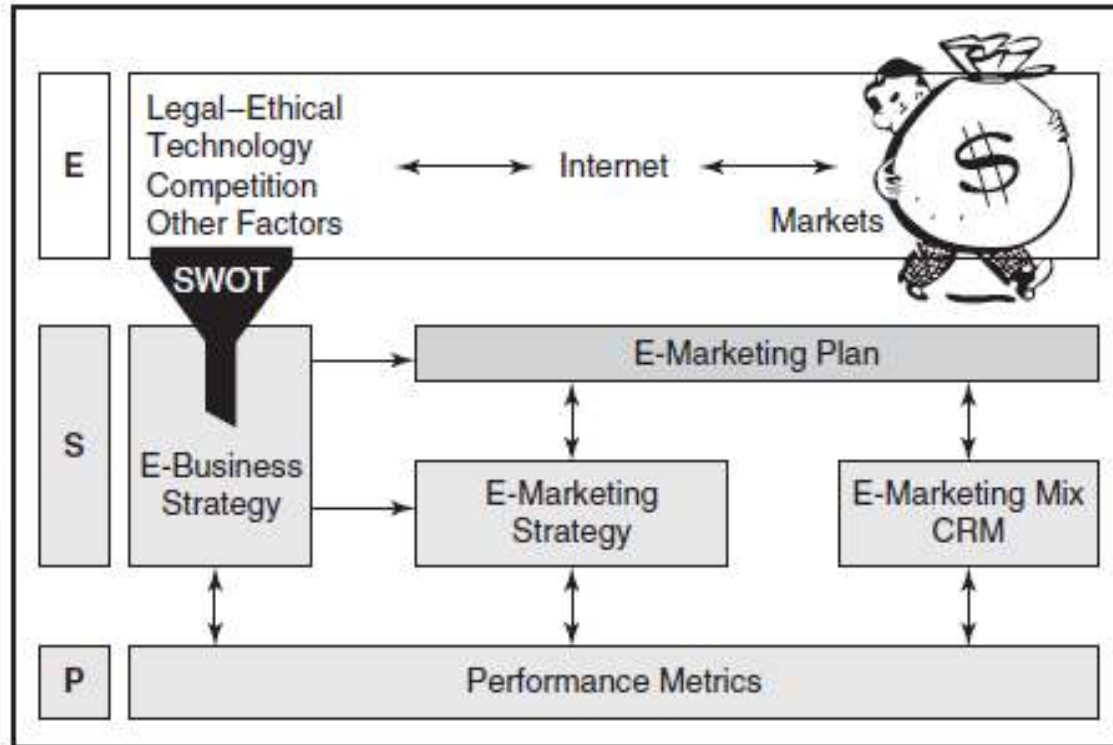 E
Legal–Ethical
Technology
Competition
Other Factors
Internet
Markets
$
SWOT
S
E-Business
Strategy
E-Marketing Plan
E-Marketing
Strategy
E-Marketing Mix
CRM
P
Performance Metrics